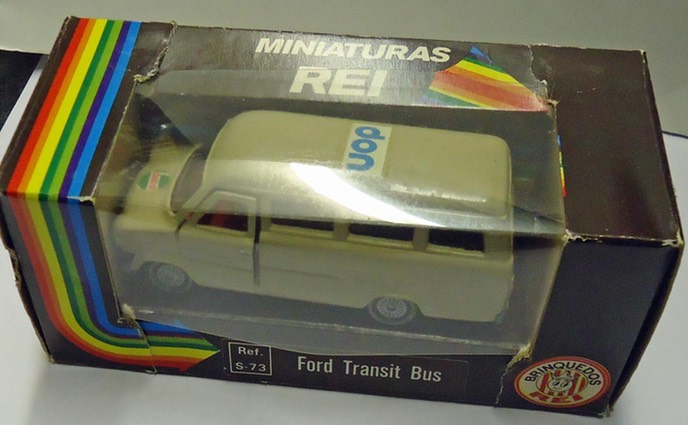 MINIATURAS
REI
uop
Ref.
S-73
Ford Transit Bus
BRINQUEDOS
REI